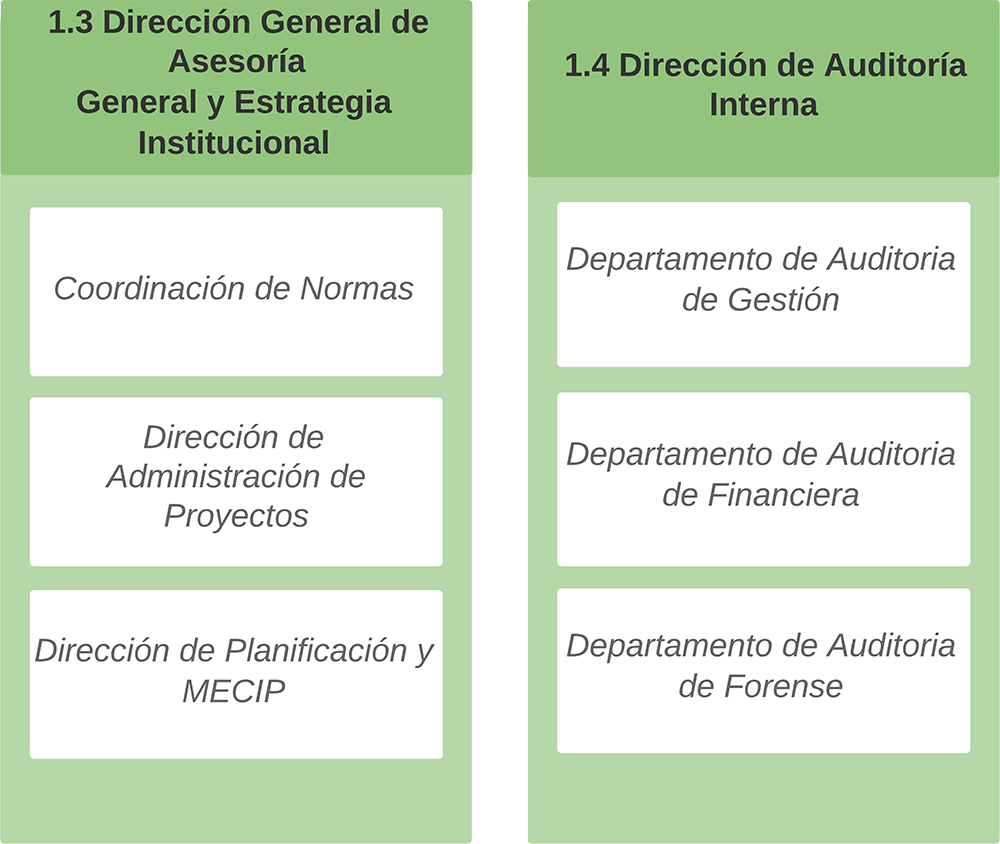 1.3 Dirección General de
Asesoría
General y Estrategia
Institucional
Coordinación de Normas
Dirección de
Administración de
Proyectos
Dirección de Planificación y
MECIP
1.4 Dirección de Auditoría
Interna
Departamento de Auditoria
de Gestión
Departamento de Auditoria
de Financiera
Departamento de Auditoria
de Forense